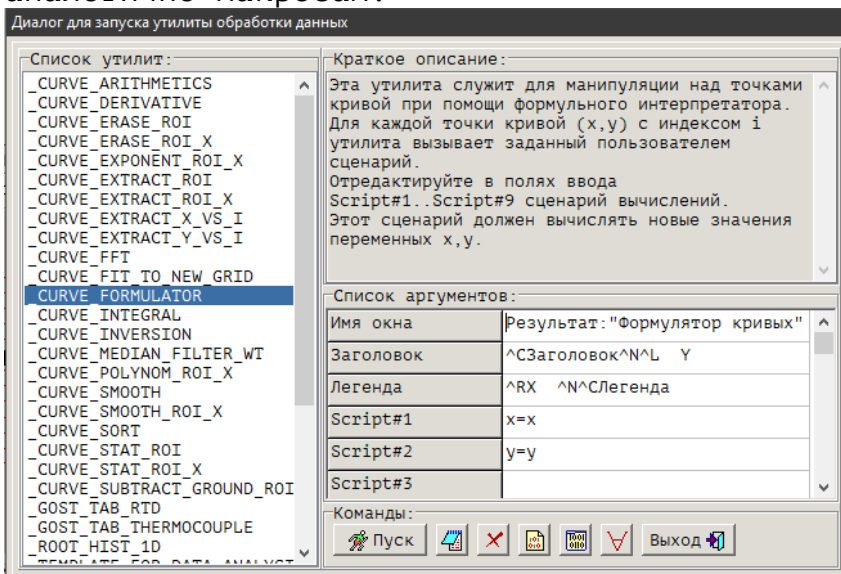 Диалог для запуска утилиты обработки данных
Список утилит:
_CURVE_ARITHMETICS
_CURVE_DERIVATIVE
_CURVE_ERASE_ROI
_CURVE_ERASE_ROI_X
_CURVE_EXPONENT_ROI_X
_CURVE_EXTRACT_ROI
_CURVE_EXTRACT_ROI_X
_CURVE_EXTRACT_X_VS_I
_CURVE_EXTRACT_Y_VS_I
_CURVE_FFT
_CURVE_FIT_TO_NEW_GRID
_CURVE_FORMULATOR
_CURVE_INTEGRAL
_CURVE_INVERSION
_CURVE_MEDIAN_FILTER_WT
_CURVE_POLYNOM_ROI_X
_CURVE_SMOOTH
_CURVE_SMOOTH_ROI_X
_CURVE_SORT
_CURVE_STAT_ROI
_CURVE_STAT_ROI_X
_CURVE_SUBTRACT_GROUND_ROI
_GOST_TAB_RTD
_GOST_TAB_THERMOCOUPLE
_ROOT_HIST_1D
Краткое описание:
Эта утилита служит для манипуляции над точками
кривой при помощи формульного интерпретатора.
Для каждой точки кривой (x,y) с индексом i
утилита вызывает заданный пользователем
сценарий.
Отредактируйте в полях ввода
Script#1..Script#9 сценарий вычислений.
Этот сценарий должен вычислять новые значения
переменных x,y.
Список аргументов:
Имя окна Результат:"Формулятор кривых"
Заголовок ^CЗаголовок^N^L Y
Легенда ^RX ^N^CЛегенда
Script#1 x=x
Script#2 y=y
Script#3
Команды:
Пуск Выход